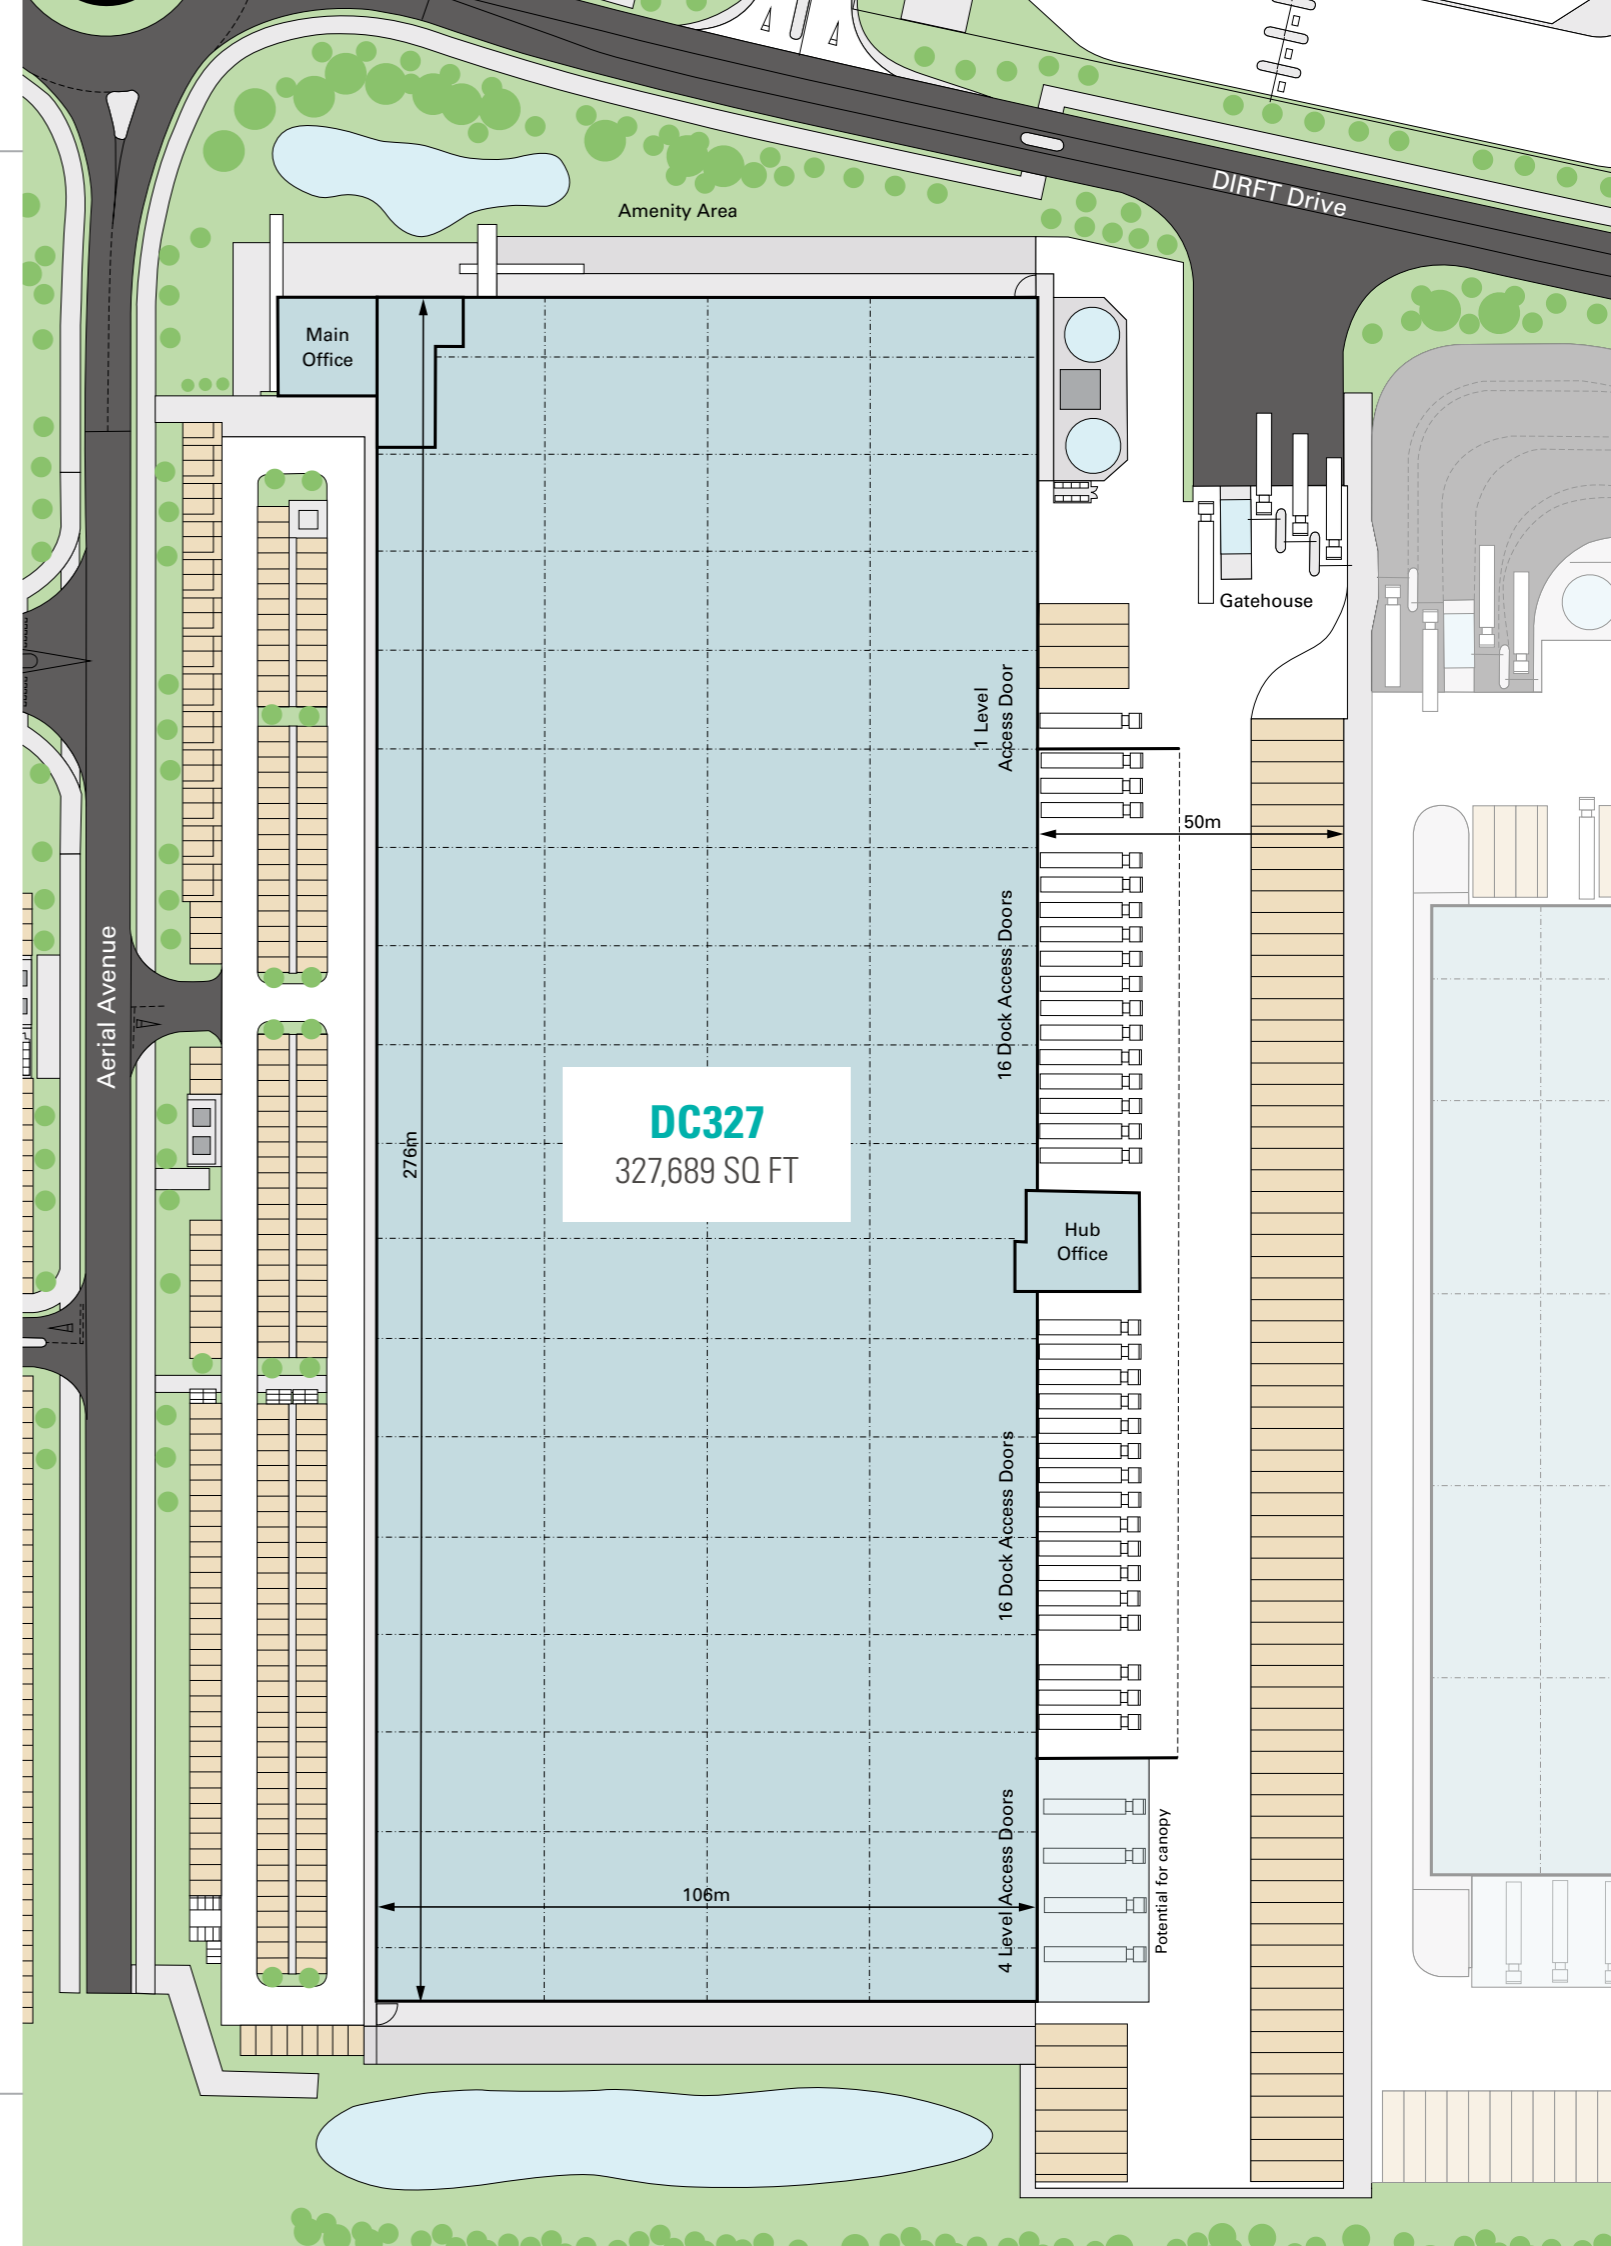 DIRFT Drive
Amenity Area
Main
Office
Gatehouse
1 Level
Access Door
50m
16 Dock Access Doors
Aerial Avenue
DC327
327,689 SQ FT
276m
Hub
Office
16 Dock Access Doors
4 Level Access Doors
Potential for canopy
106m